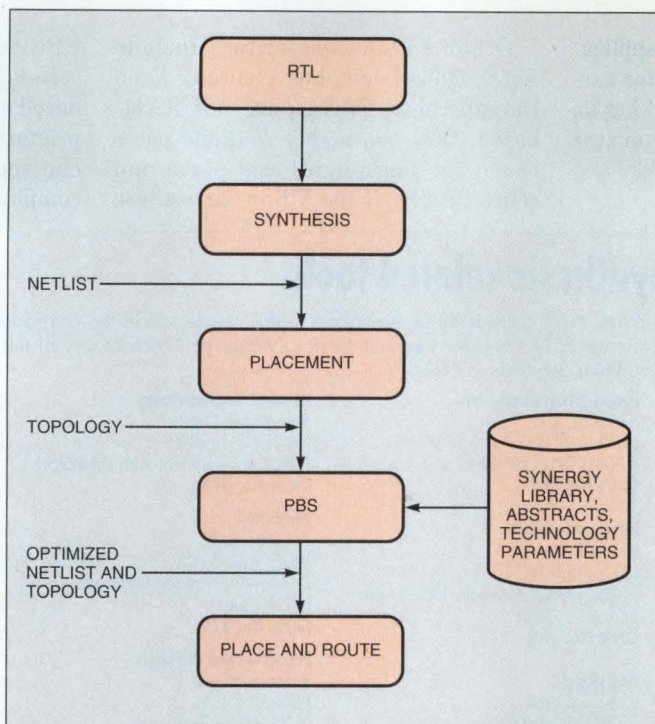 RTL
SYNTHESIS
NETLIST
PLACEMENT
TOPOLOGY
PBS
SYNERGY
LIBRARY,
ABSTRACTS,
TECHNOLOGY
PARAMETERS
OPTIMIZED
NETLIST AND
TOPOLOGY
PLACE AND ROUTE